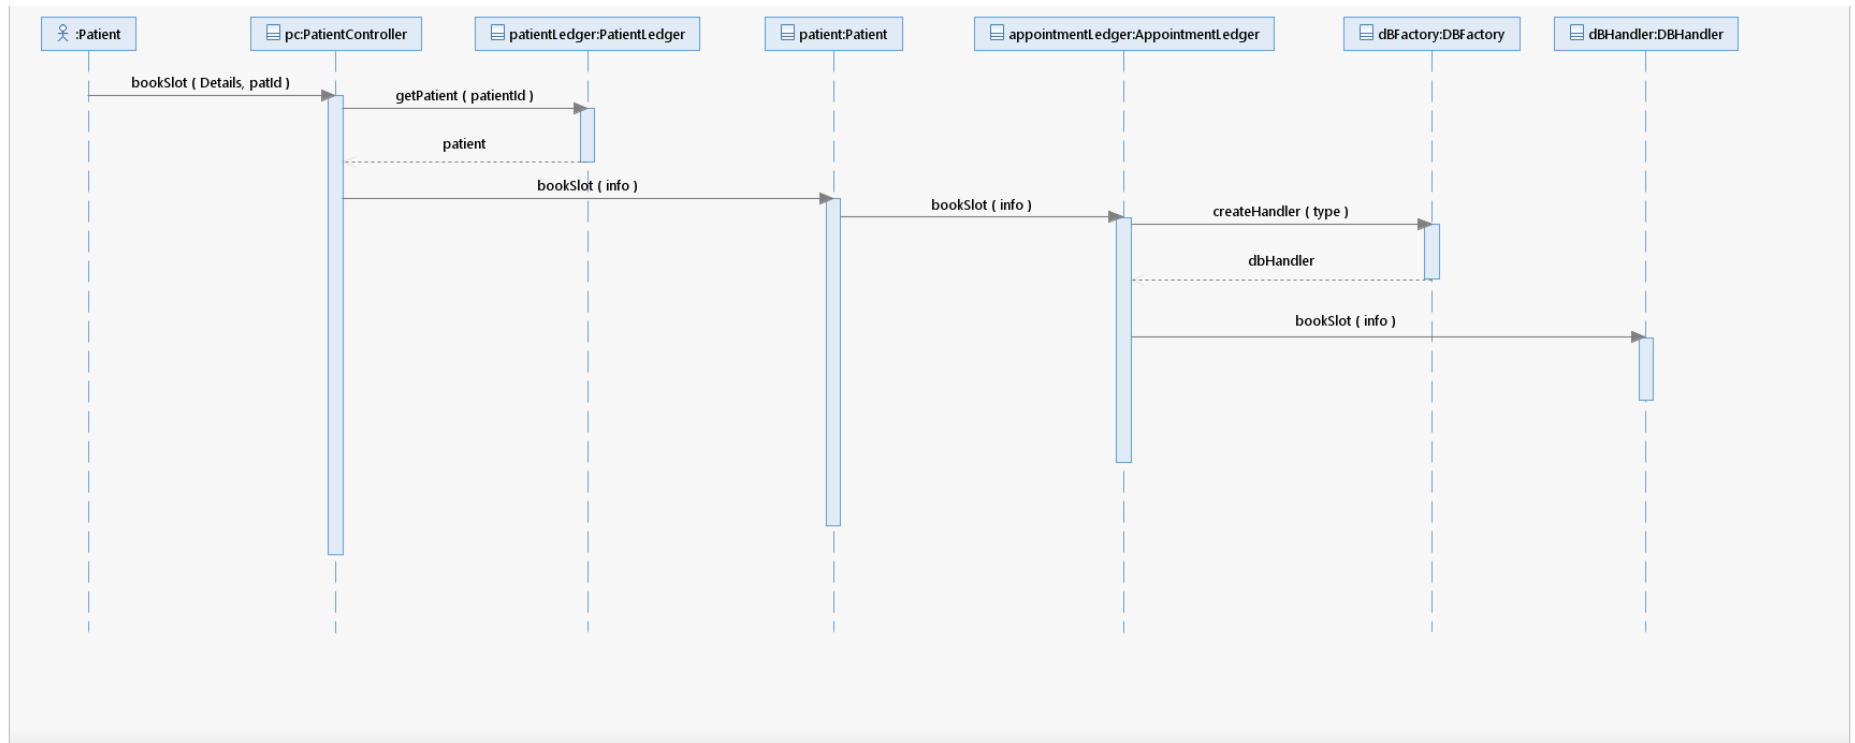 :Patient
pc:PatientController
patientLedger:PatientLedger
patient:Patient
appointmentLedger:AppointmentLedger
dBFactory:DBFactory
dBHandler:DBHandler
bookSlot ( Details, patId )
getPatient ( patientId )
patient
bookSlot ( info )
bookSlot ( info )
createHandler ( type )
dbHandler
bookSlot ( info )